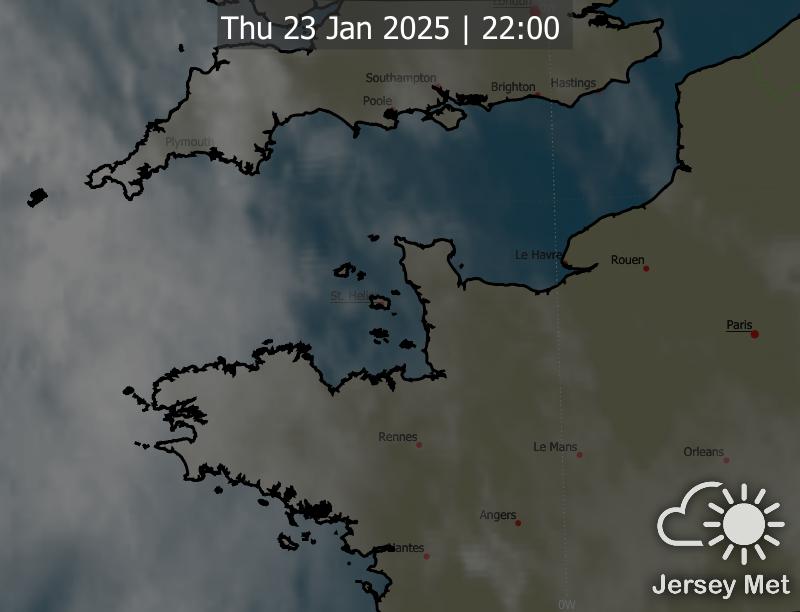 London
Thu 23 Jan 2025 | 22:00
Southampton
Brighton
Hastings
Poole
Plymouth
Le Havre
Rouen
St. Heli
Paris
Rennes
Le Mans
Orleans
Angers
Nantes
0W
Jersey Met